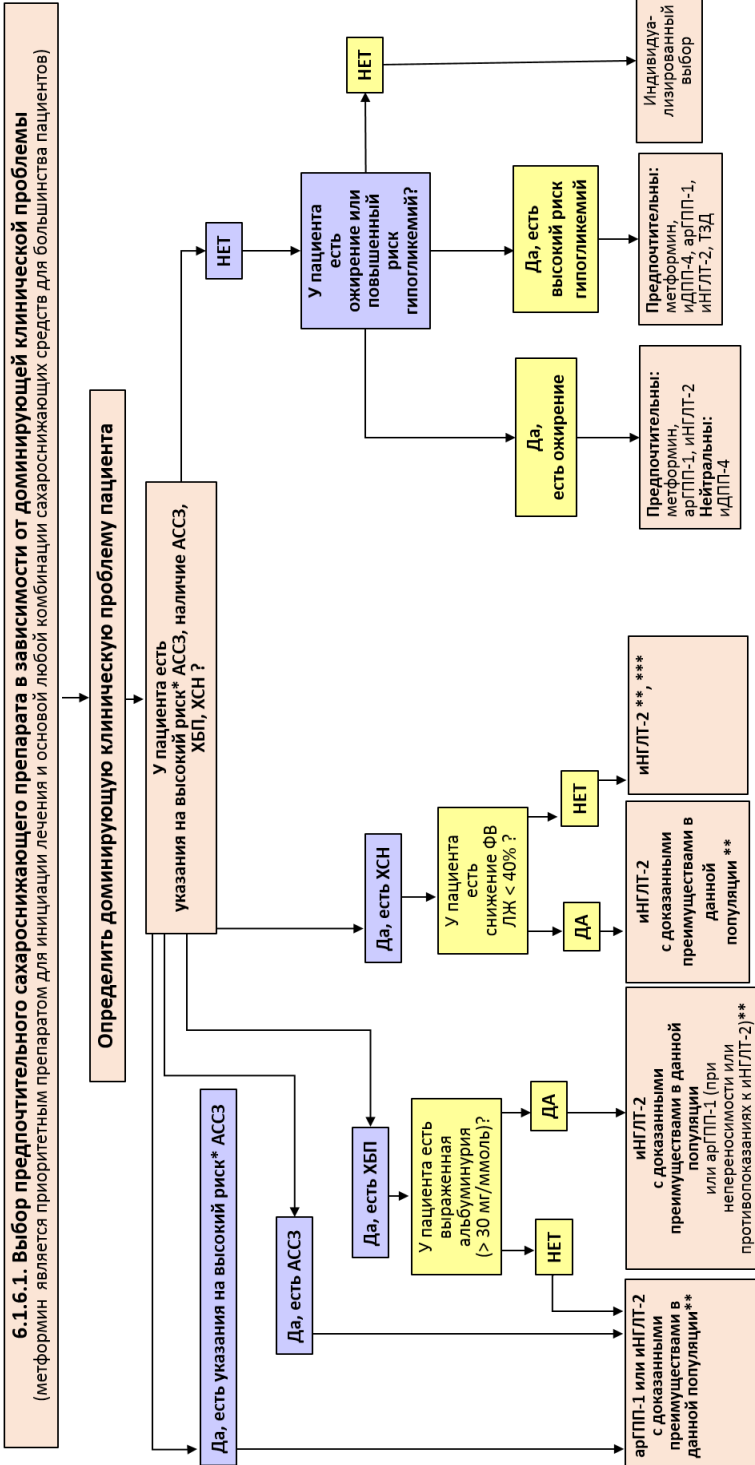 6.1.6.1. Выбор предпочтительного сахароснижающего препарата в зависимости от доминирующей клинической проблемы
(метформин является приоритетным препаратом для инициации лечения и основой любой комбинации сахароснижающих средств для большинства пациентов)
Определить доминирующую клиническую проблему пациента
У пациента есть
указания на высокий риск* АССЗ, наличие АССЗ,
ХБП, ХСН ?
Да, есть указания на высокий риск* АССЗ
Да, есть АССЗ
Да, есть ХБП
Да, есть ХСН
НЕТ
У пациента есть
выраженная
альбуминурия
(> 30 мг/ммоль)?
НЕТ
ДА
У пациента
есть
снижение ФВ
ЛЖ < 40% ?
ДА
НЕТ
У пациента
есть
ожирение или
повышенный
риск
гипогликемий?
НЕТ
Да,
есть ожирение
Да, есть
высокий риск
гипогликемий
арГПП-1 или иНГЛТ-2
с доказанными
преимуществами в
данной популяции**
иНГЛТ-2
с доказанными
преимуществами в данной
популяции
или арГПП-1 (при
непереносимости или
противопоказаниях к иНГЛТ-2)**
иНГЛТ-2
с доказанными
преимуществами в
данной
популяции **
иНГЛТ-2 **, ***
Предпочтительны:
метформин,
арГПП-1, иНГЛТ-2
Нейтральны:
иДПП-4
Предпочтительны:
метформин,
иДПП-4, арГПП-1,
иНГЛТ-2, ТЗД
Индивидуа-
лизированный
выбор